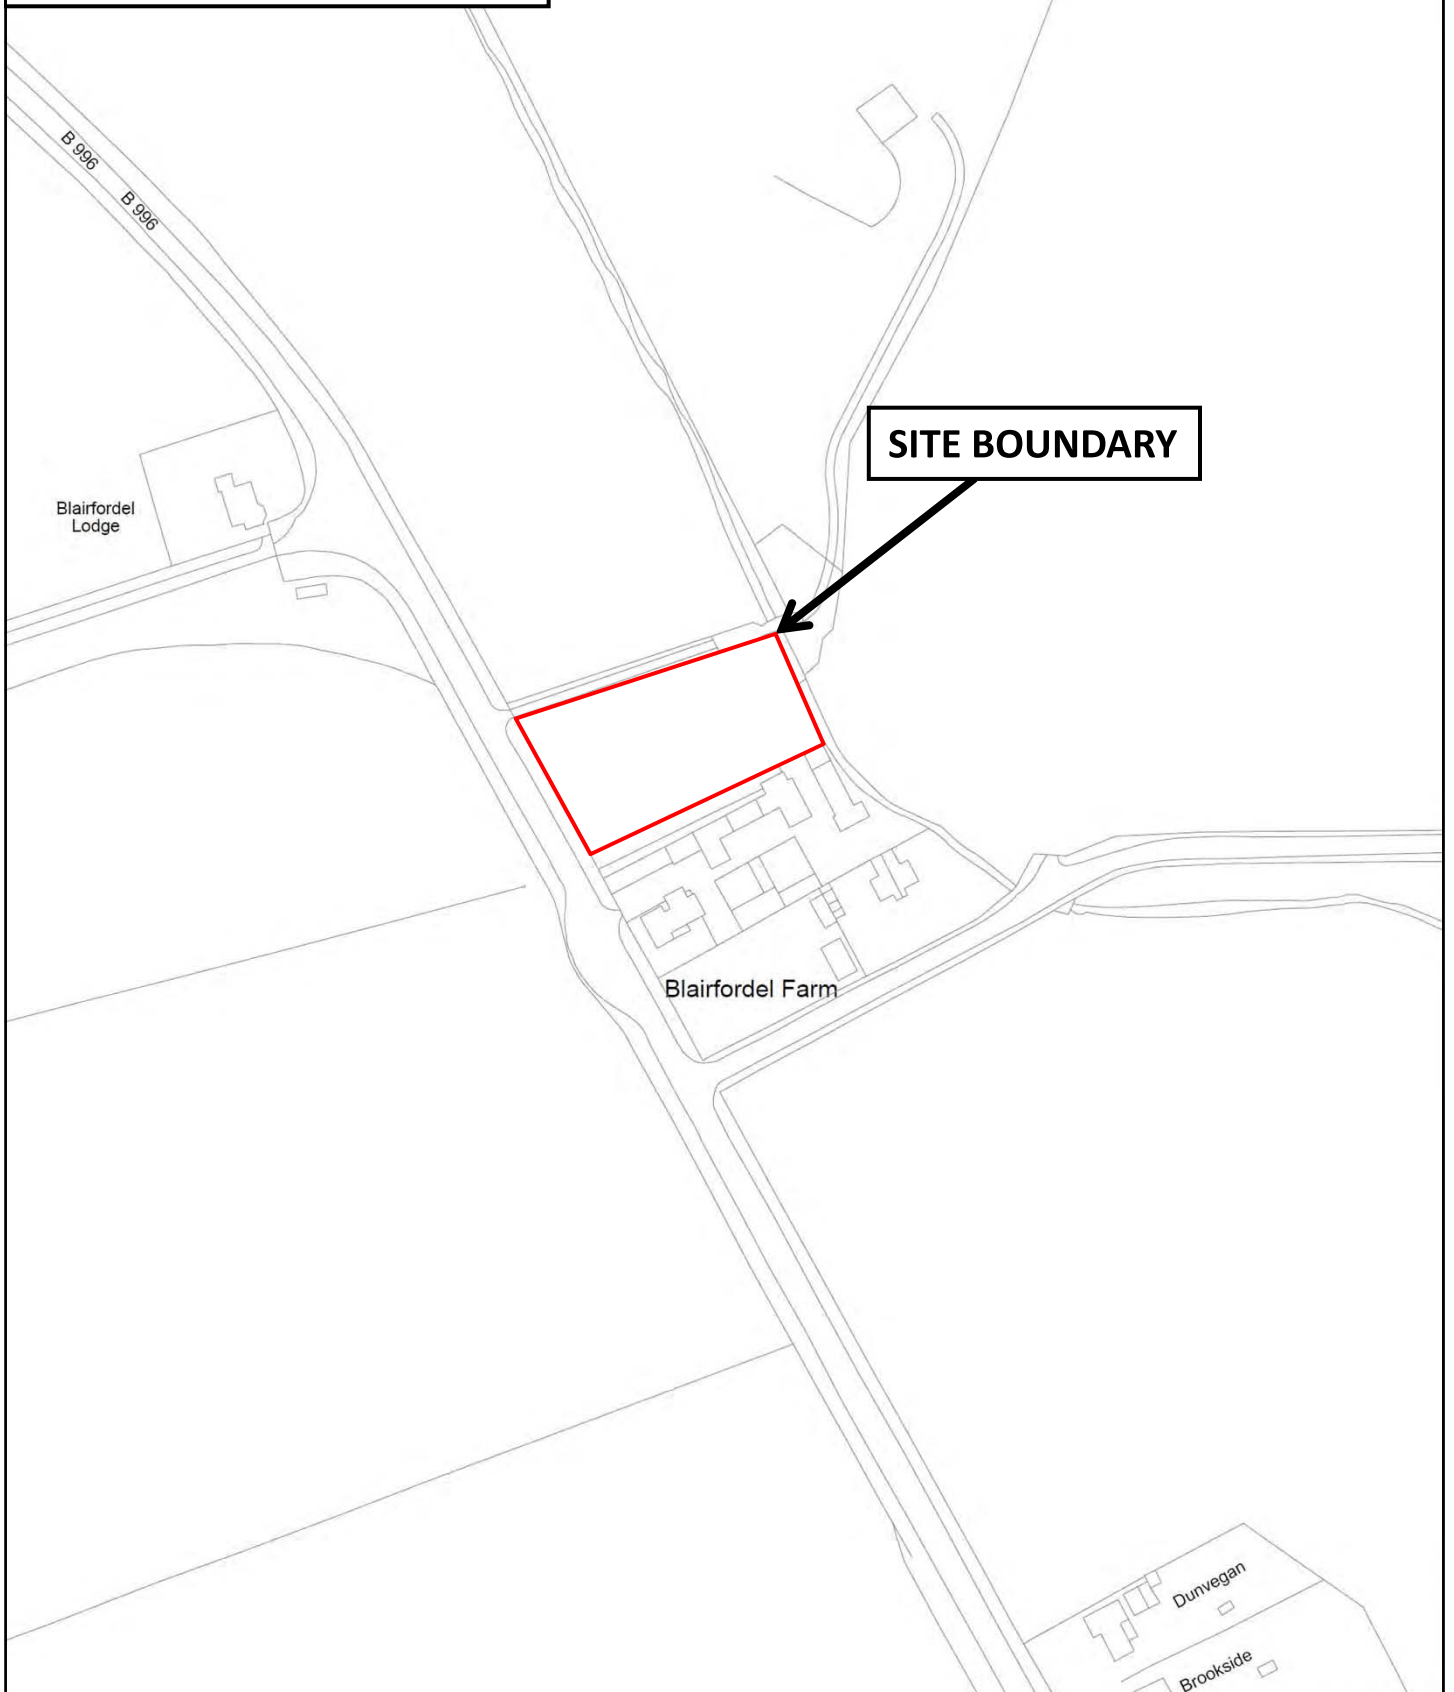 B 996
B 996
SITE BOUNDARY
Blairfordel
Lodge
Blairfordel Farm
Dunvegan
Brookside